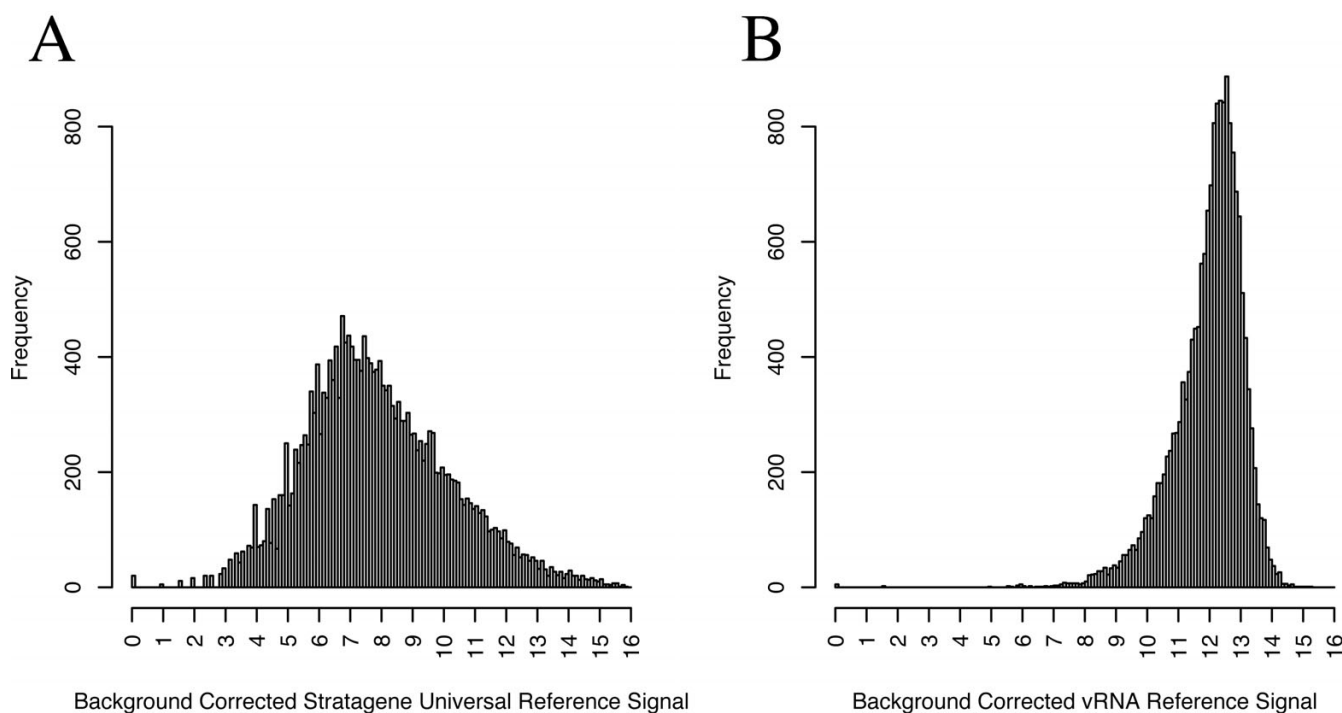 A
B
800
600
400
200
0
Frequency
0 1 2 3 4 5 6 7 8 9 10 11 12 13 14 15 16
Background Corrected Stratagene Universal Reference Signal
800
600
400
200
0
Frequency
0 1 2 3 4 5 6 7 8 9 10 11 12 13 14 15 16
Background Corrected vRNA Reference Signal